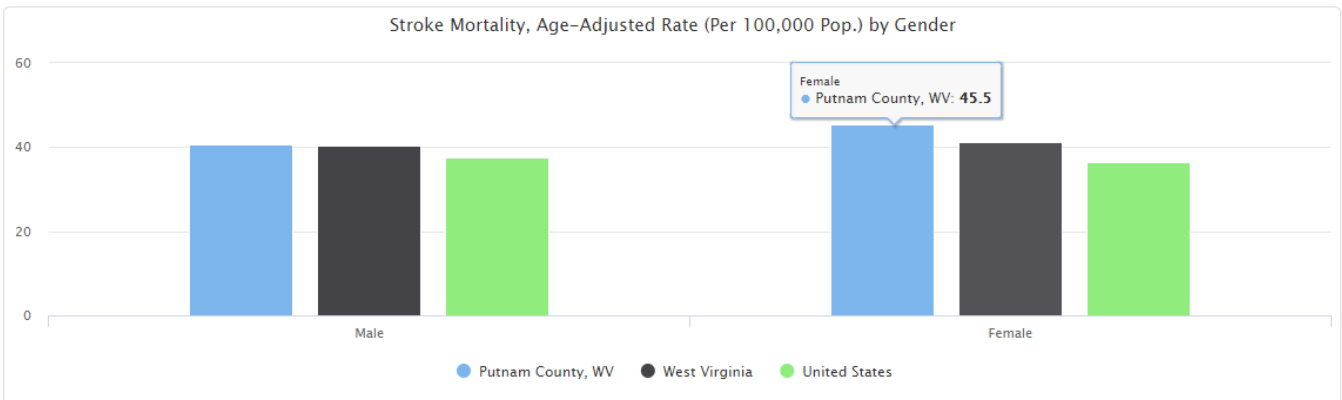 Stroke Mortality, Age-Adjusted Rate (Per 100,000 Pop.) by Gender
60
Female
Putnam County, WV: 45.5
40
20
0
Male Female
Putnam County, WV West Virginia United States